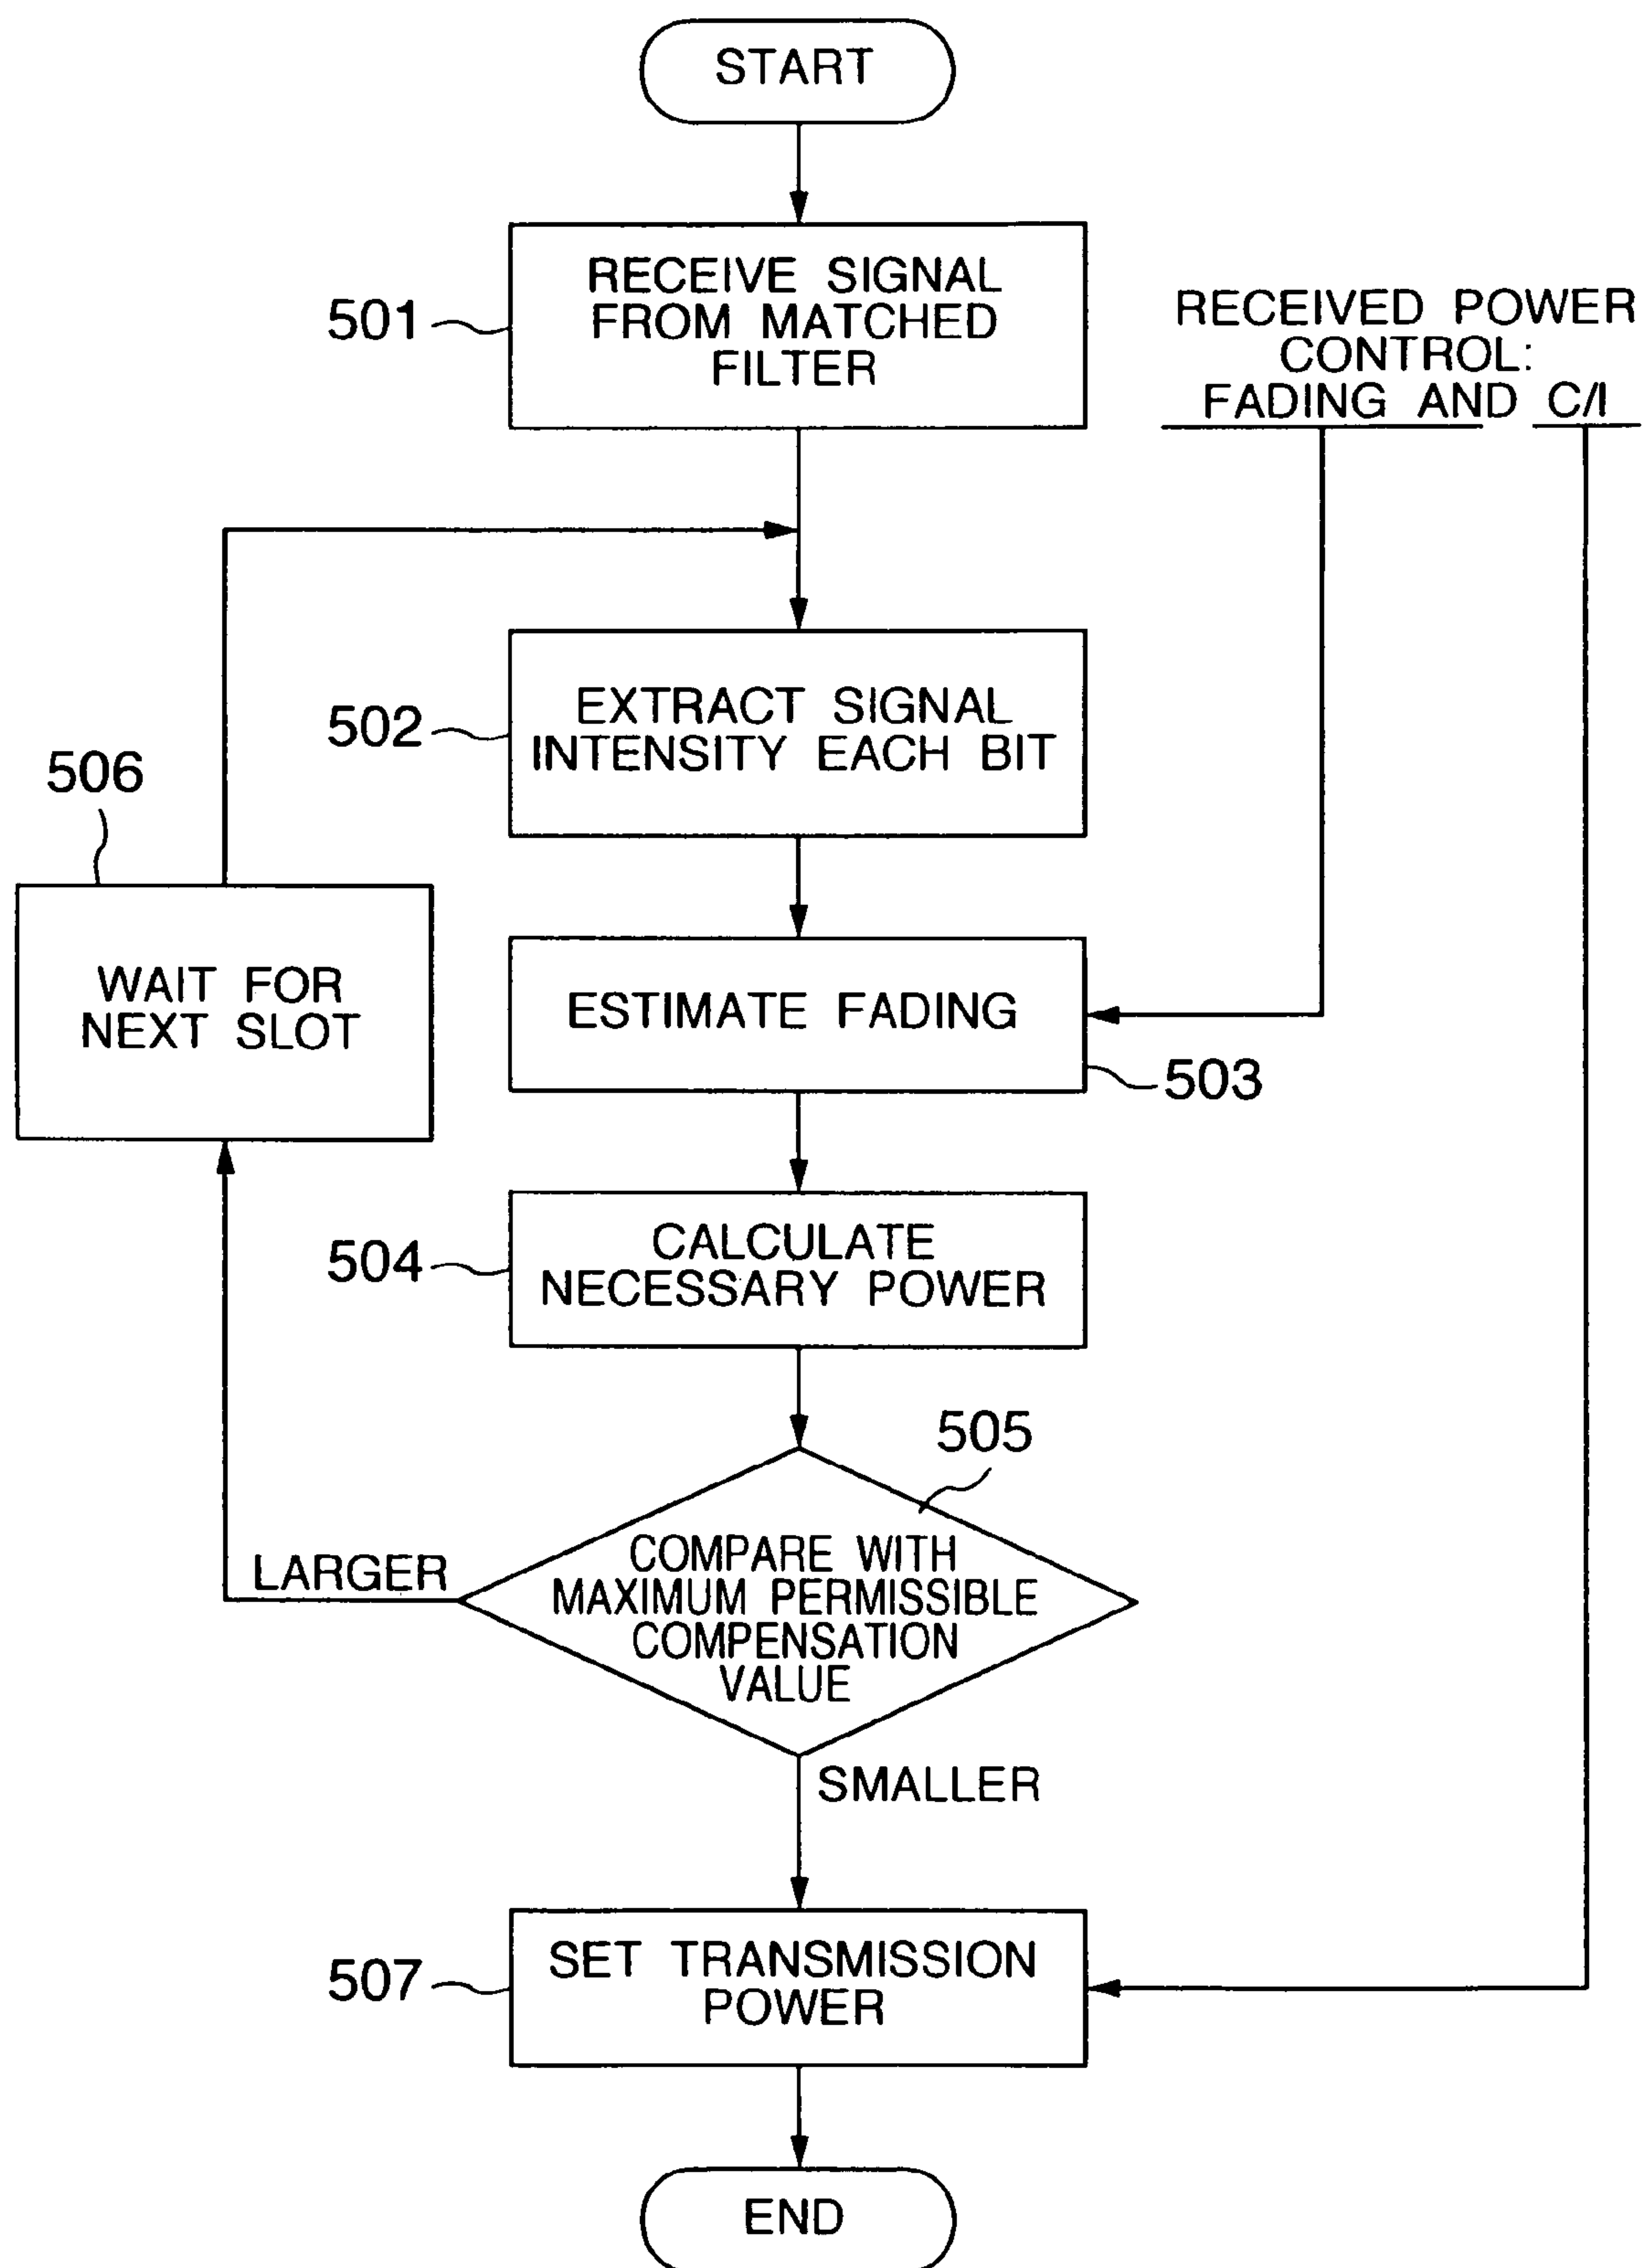 START
RECEIVE SIGNAL
FROM MATCHED
FILTER
501
RECEIVED POWER
CONTROL:
FADING AND C/I
502
EXTRACT SIGNAL
INTENSITY EACH BIT
506
WAIT FOR
NEXT SLOT
ESTIMATE FADING
503
504
CALCULATE
NECESSARY POWER
505
COMPARE WITH
MAXIMUM PERMISSIBLE
COMPENSATION
VALUE
LARGER
SMALLER
507
SET TRANSMISSION
POWER
END